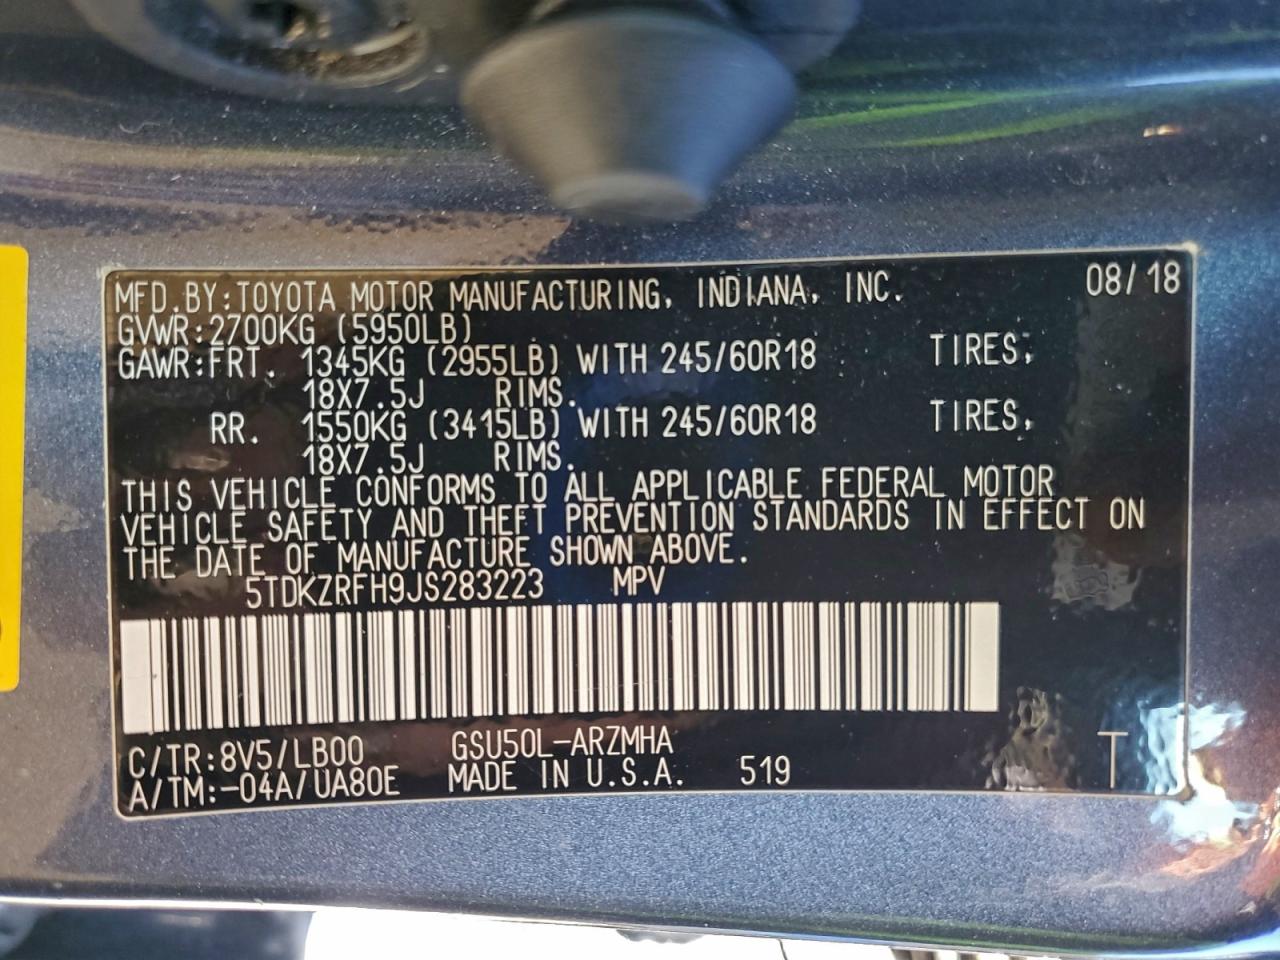 MFD.BY:TOYOTA MOTOR MANUFACTURING, INDIANA, INC. 08/18
GVWR:2700KG (5950LB)
GAWR:FRT. 1345KG (2955LB) WITH 245/60R18 TIRES,
18X7.5J RIMS.
RR. 1550KG (3415LB) WITH 245/60R18 TIRES,
18X7.5J RIMS.
THIS VEHICLE CONFORMS TO ALL APPLICABLE FEDERAL MOTOR
VEHICLE SAFETY AND THEFT PREVENTION STANDARDS IN EFFECT ON
THE DATE OF MANUFACTURE SHOWN ABOVE.
5TDKZRFH9JS283223 MPV
C/TR:8V5/LB00 GSU50L-ARZMHA
A/TM:-04A/UA80E MADE IN U.S.A. 519 T